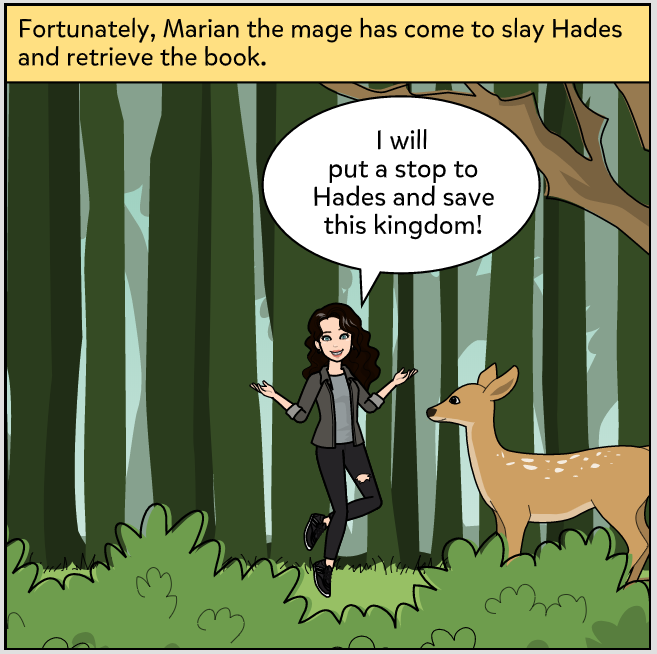 Fortunately, Marian the mage has come to slay Hades
and retrieve the book.
I will
put a stop to
Hades and save
this kingdom!